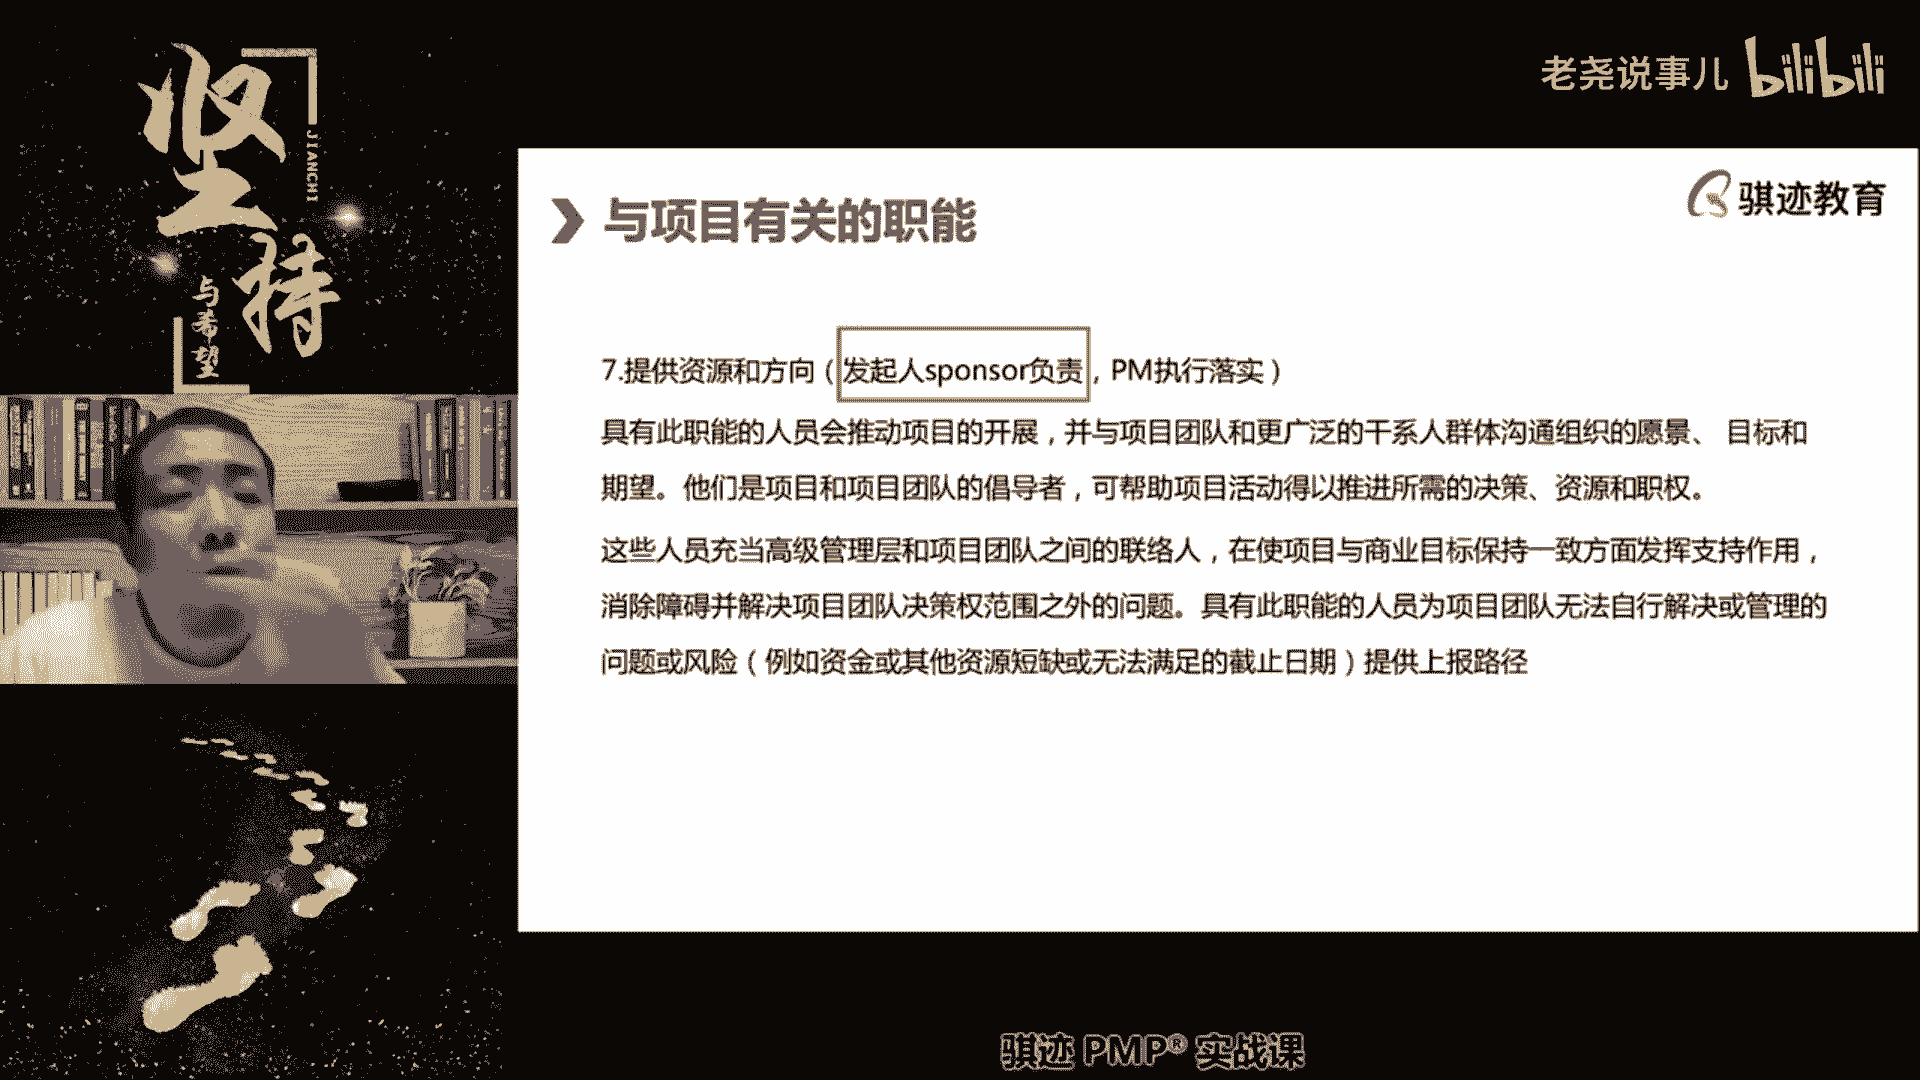 坚持
JIANCHI
与希望
老尧说事儿 bilibili
骐迹教育
与项目有关的职能
7.提供资源和方向（发起人sponsor负责，PM执行落实）
具有此职能的人员会推动项目的开展，并与项目团队和更广泛的干系人群体沟通组织的愿景、 目标和
期望。他们是项目和项目团队的倡导者，可帮助项目活动得以推进所需的决策、资源和职权。
这些人员充当高级管理层和项目团队之间的联络人，在使项目与商业目标保持一致方面发挥支持作用，
消除障碍并解决项目团队决策权范围之外的问题。具有此职能的人员为项目团队无法自行解决或管理的
问题或风险（例如资金或其他资源短缺或无法满足的截止日期）提供上报路径
骐迹 PMP® 实战课